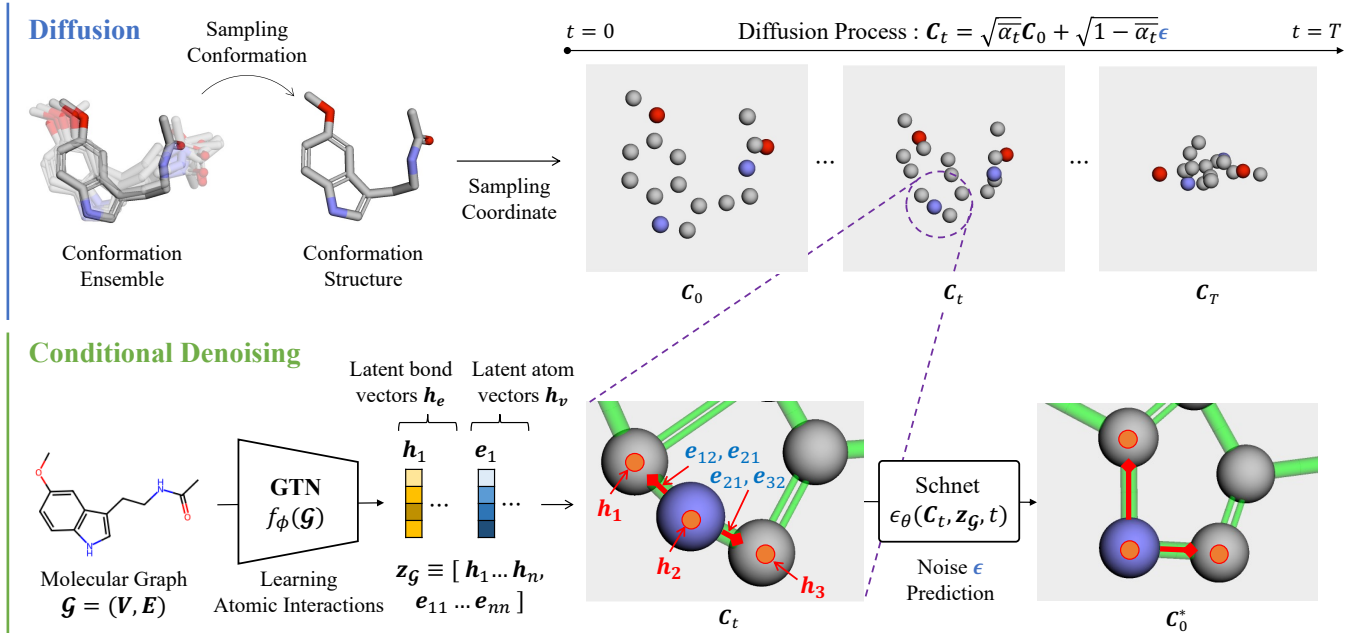 Diffusion
Sampling
Conformation
t = 0
Diffusion Process : C_t = √ᾱ_t C_0 + √1 − ᾱ_t ϵ
t = T
Conformation
Ensemble
Conformation
Structure
Sampling
Coordinate
...
...
C_0
C_t
C_T
Conditional Denoising
Latent bond
vectors h_e
Latent atom
vectors h_v
h_1
e_1
...
...
GTN
f_ϕ(G)
OH
NH
O
N
H
Molecular Graph
G = (V, E)
Learning
Atomic Interactions
z_G ≡ [ h_1 … h_n,
e_11 … e_nn ]
e_12, e_21
e_21, e_32
h_1
h_2
h_3
C_t
Schnet
ϵ_θ(C_t, z_G, t)
Noise ϵ
Prediction
C_0^*